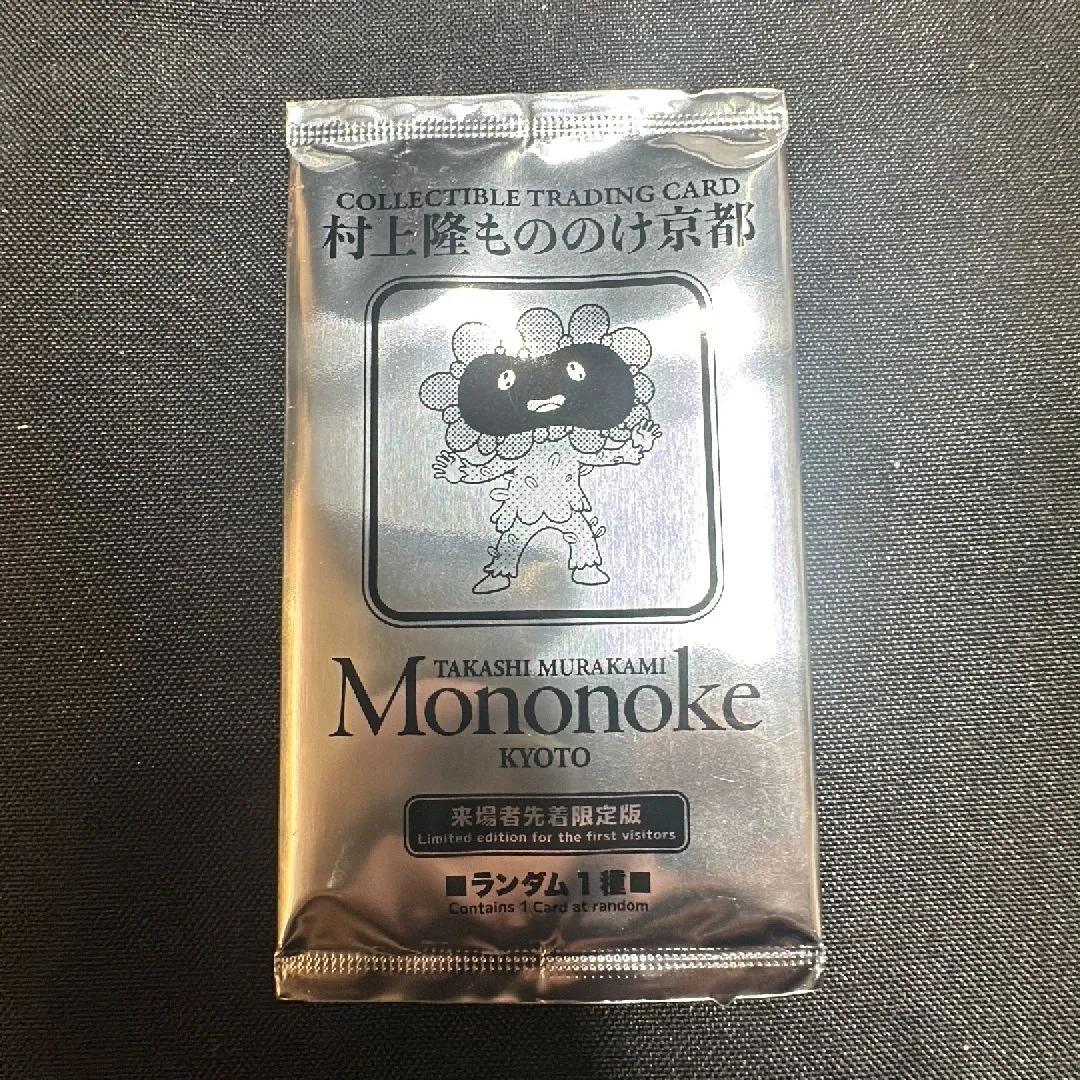 COLLECTIBLE TRADING CARD
村上隆もののけ京都
TAKASHI MURAKAMI
Mononoke
KYOTO
来場者先着限定版
Limited edition for the first visitors
■ランダム1種■
Contains 1 Card at random